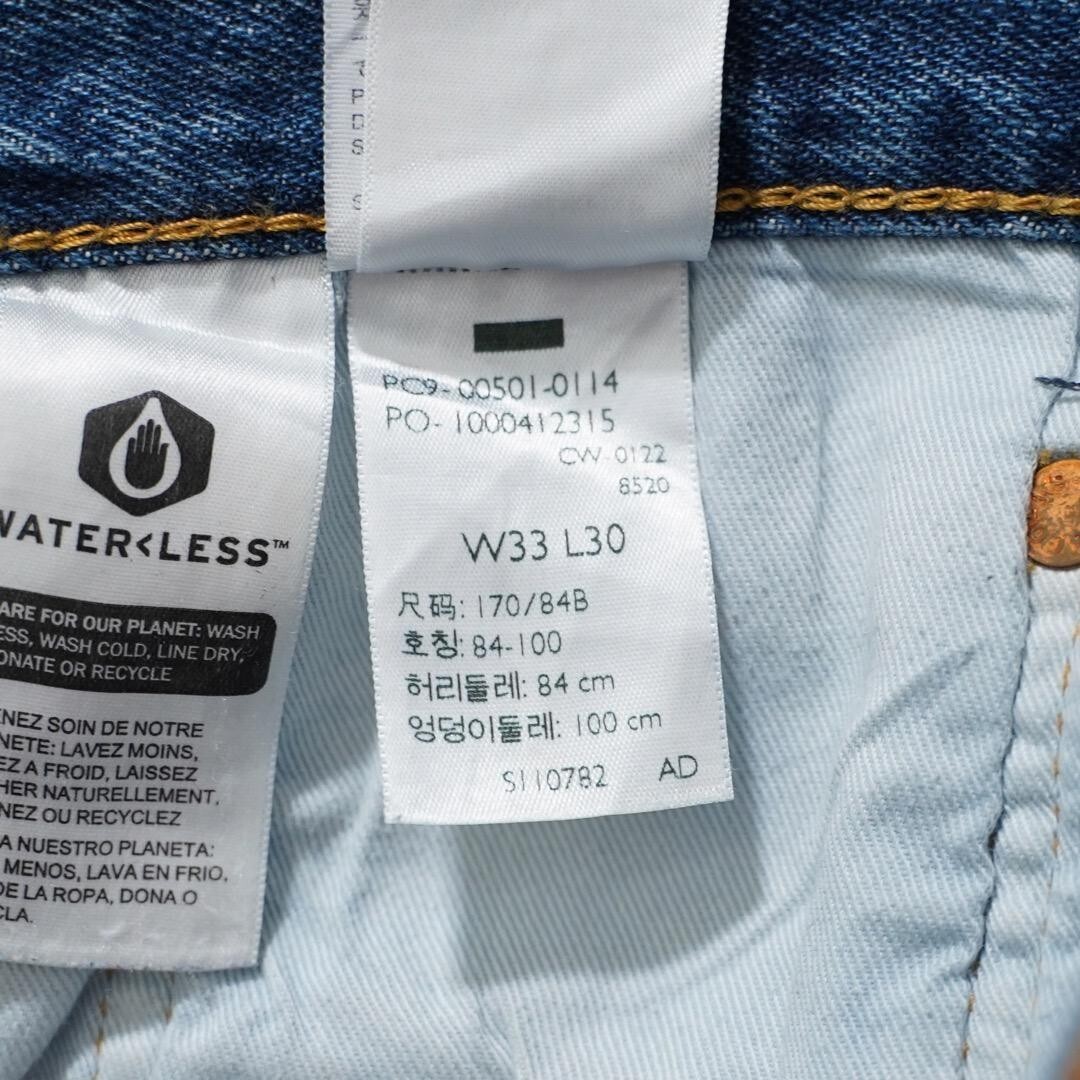 P
D
S
S
WATER<LESS™
ARE FOR OUR PLANET: WASH
ESS, WASH COLD, LINE DRY,
ONATE OR RECYCLE
ENEZ SOIN DE NOTRE
NETE: LAVEZ MOINS,
EZ A FROID, LAISSEZ
HER NATURELLEMENT,
NEZ OU RECYCLEZ
A NUESTRO PLANETA:
MENOS, LAVA EN FRIO,
DE LA ROPA, DONA O
CLA.
PC9-00501-0114
PO- 1000412315
CW-0122
8520
W33 L30
尺码: 170/84B
호칭: 84-100
허리둘레: 84 cm
엉덩이둘레: 100 cm
S110782 AD